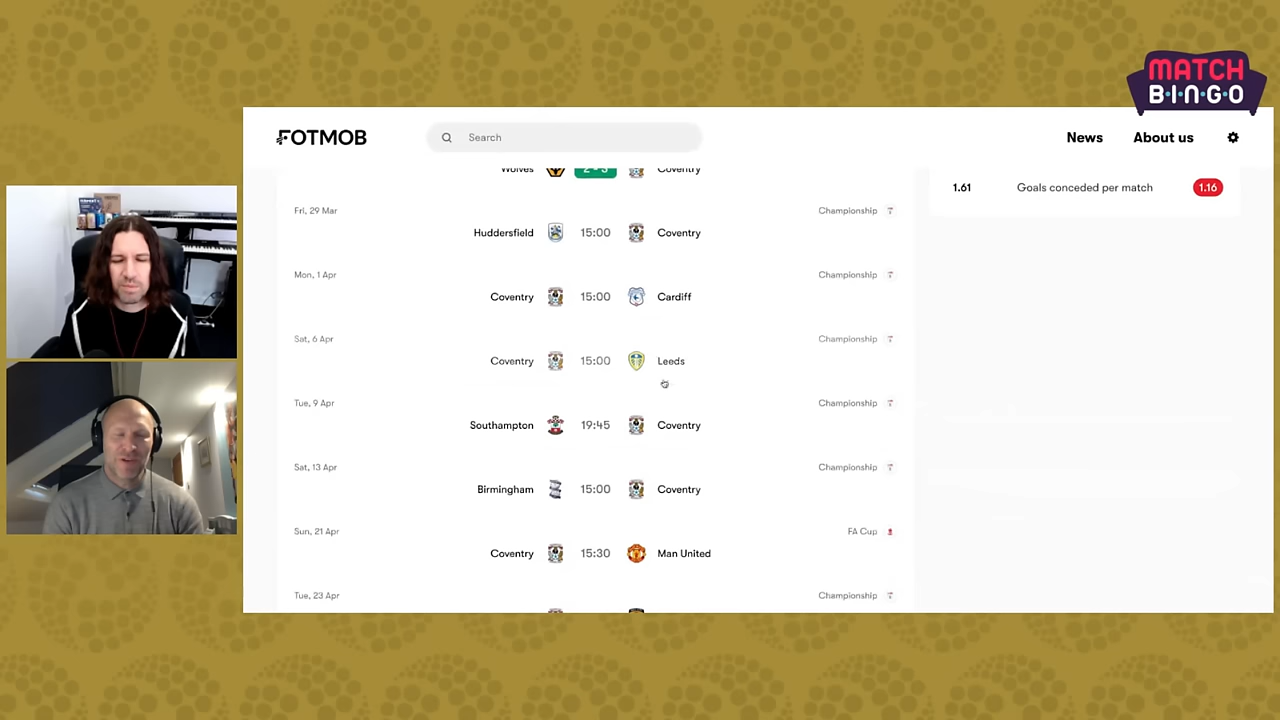 MATCH
B·I·N·G·O
FOTMOB
Search
News
About us
Wolves 2 - 3 Coventry
1.61 Goals conceded per match 1.16
Fri, 29 Mar Championship
Huddersfield 15:00 Coventry
Mon, 1 Apr Championship
Coventry 15:00 Cardiff
Sat, 6 Apr Championship
Coventry 15:00 Leeds
Tue, 9 Apr Championship
Southampton 19:45 Coventry
Sat, 13 Apr Championship
Birmingham 15:00 Coventry
Sun, 21 Apr FA Cup
Coventry 15:30 Man United
Tue, 23 Apr Championship